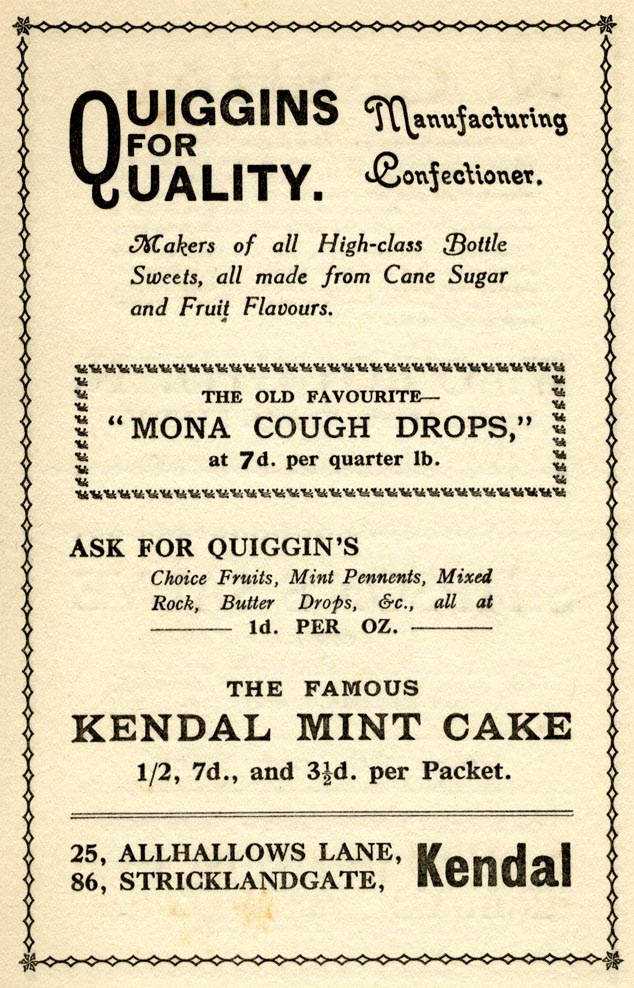 QUIGGINS
FOR
QUALITY.
Manufacturing
Confectioner.
Makers of all High-class Bottle
Sweets, all made from Cane Sugar
and Fruit Flavours.
THE OLD FAVOURITE—
"MONA COUGH DROPS,"
at 7d. per quarter lb.
ASK FOR QUIGGIN'S
Choice Fruits, Mint Pennents, Mixed
Rock, Butter Drops, &c., all at
1d. PER OZ.
THE FAMOUS
KENDAL MINT CAKE
1/2, 7d., and 3½d. per Packet.
25, ALLHALLOWS LANE,
86, STRICKLANDGATE,
Kendal